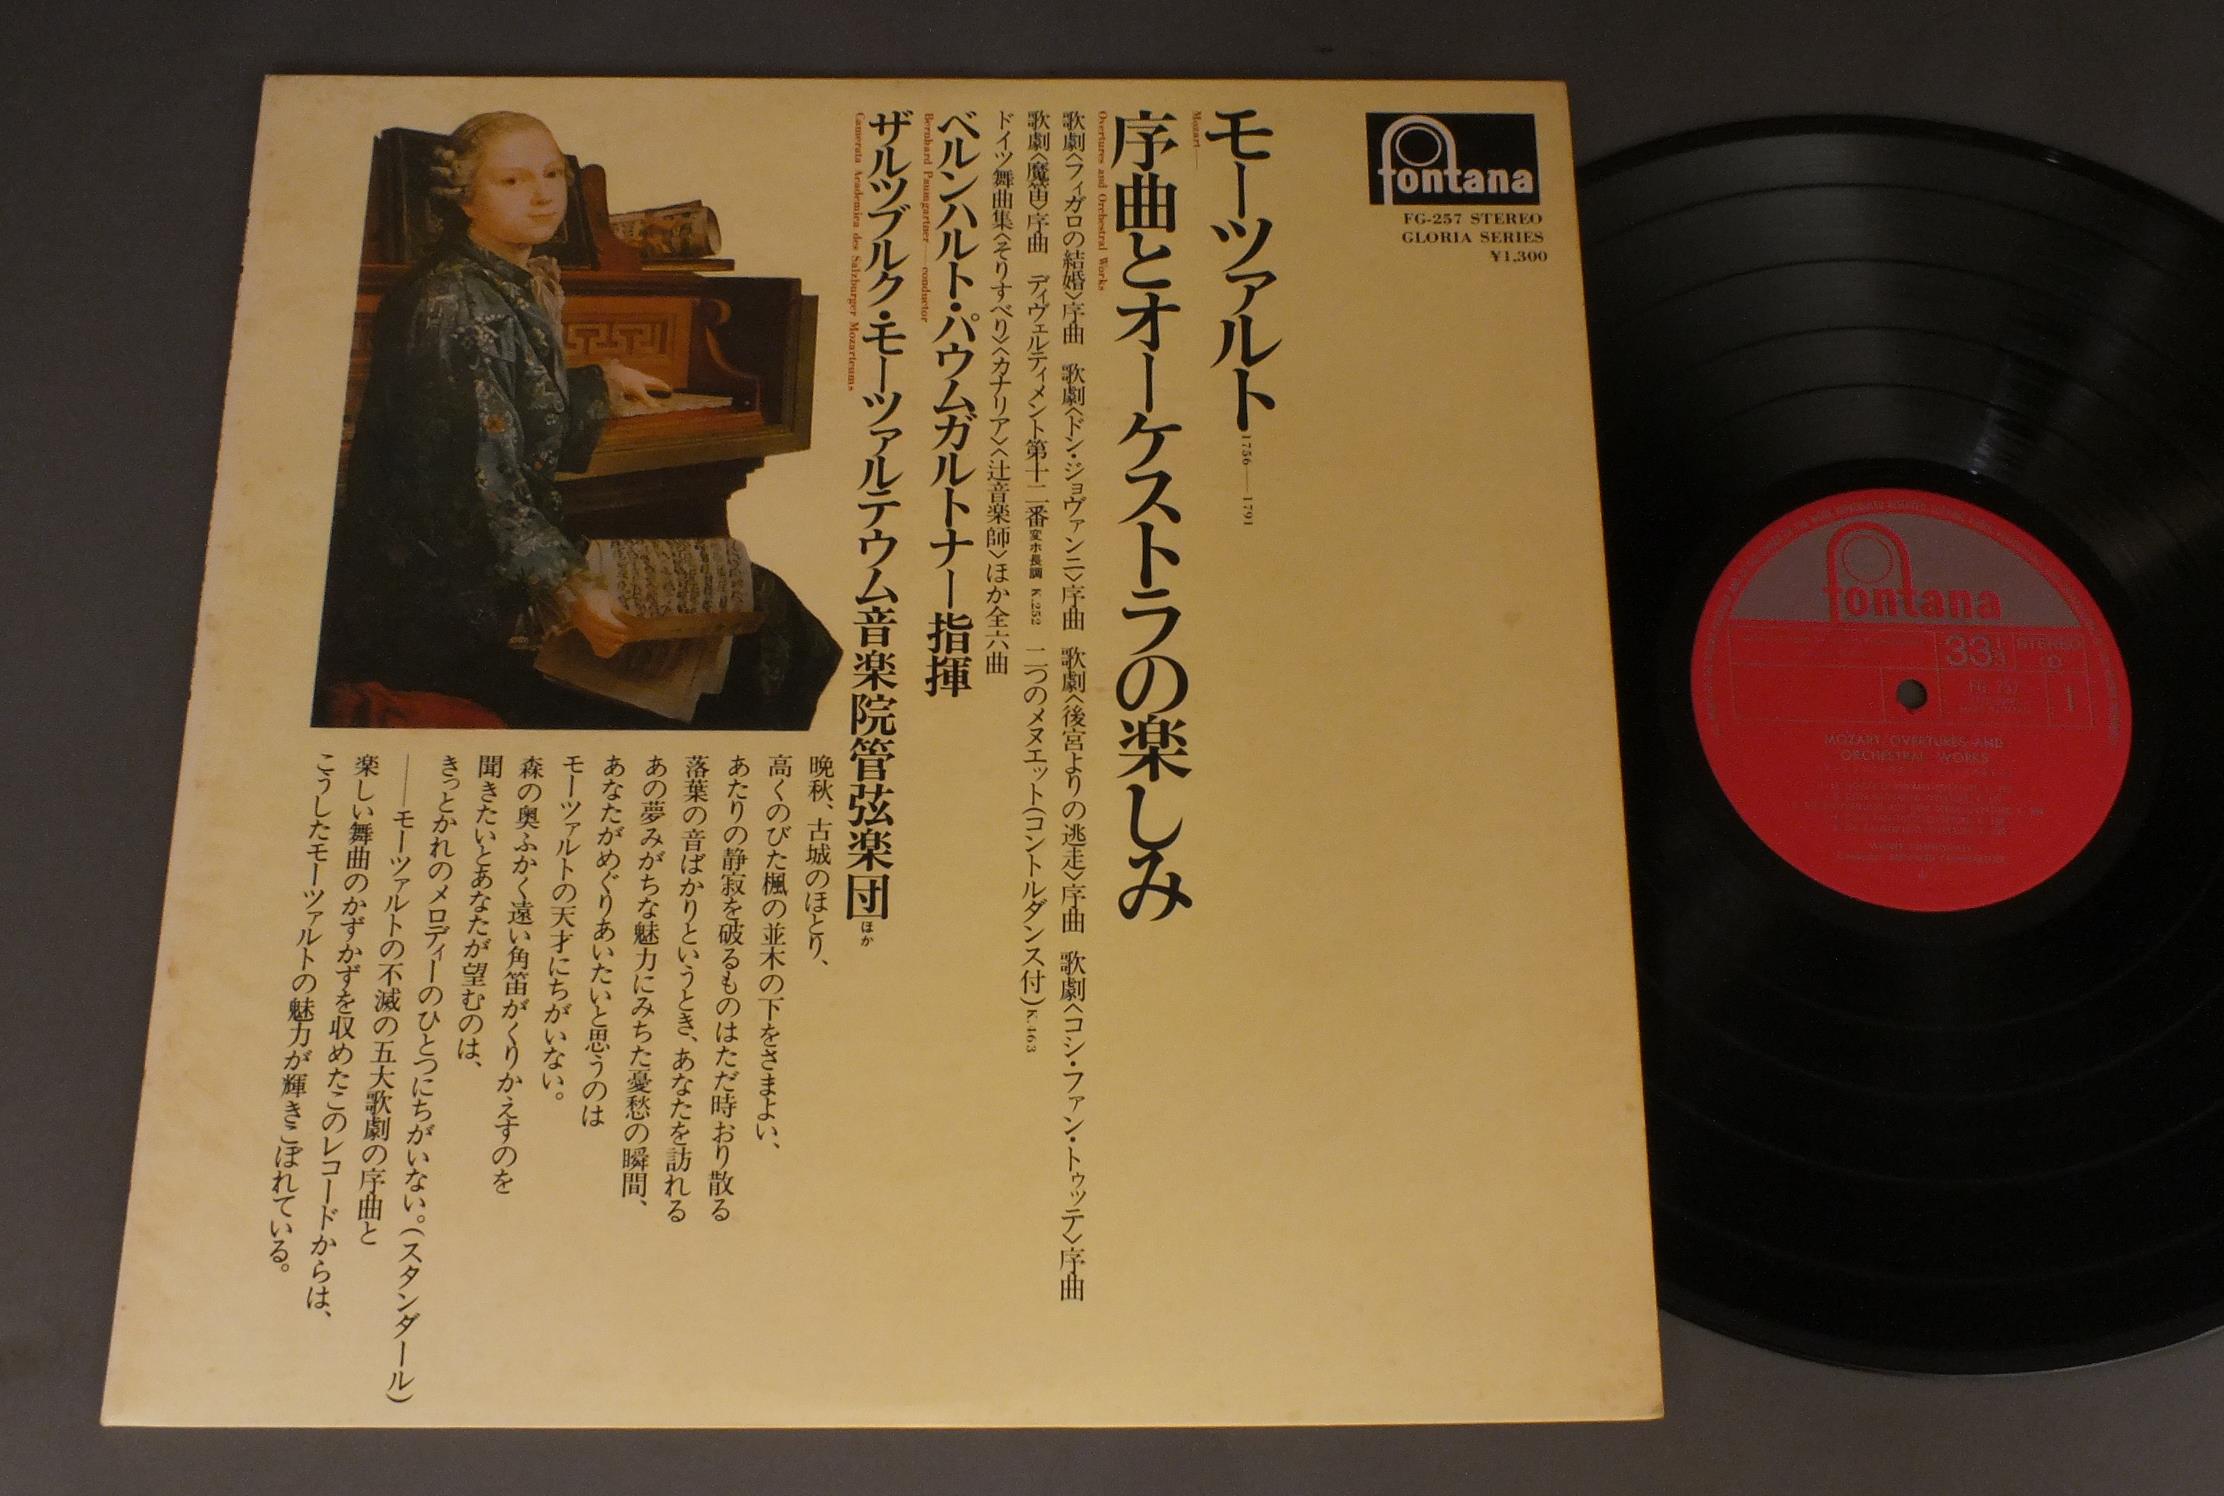 fontana
FG-257 STEREO
GLORIA SERIES
¥1,300
モーツァルト 1756——1791
Mozart——
序曲とオーケストラの楽しみ
Overtures and Orchestral Works
歌劇〈フィガロの結婚〉序曲 歌劇〈ドン・ジョヴァンニ〉序曲 歌劇〈後宮よりの逃走〉序曲 歌劇〈コシ・ファン・トゥッテ〉序曲
歌劇〈魔笛〉序曲 ディヴェルティメント第十二番変ホ長調 K.252 二つのメヌエット(コントルダンス付)K.463
ドイツ舞曲集〈そりすべり〉〈カナリア〉〈辻音楽師〉ほか全六曲
ベルンハルト・パウムガルトナー指揮
Bernhard Paumgartner——conductor
ザルツブルク・モーツァルテウム音楽院管弦楽団ほか
Camerata Academica des Salzburger Mozarteums
晩秋、古城のほとり、
高くのびた楓の並木の下をさまよい、
あたりの静寂を破るものはただ時おり散る
落葉の音ばかりというとき、あなたを訪れる
あの夢みがちな魅力にみちた憂愁の瞬間、
あなたがめぐりあいたいと思うのは
モーツァルトの天才にちがいない。
森の奥ふかく遠い角笛がくりかえすのを
聞きたいとあなたが望むのは、
きっとかれのメロディーのひとつにちがいない。(スタンダール)
——モーツァルトの不滅の五大歌劇の序曲と
楽しい舞曲のかずかずを収めたこのレコードからは、
こうしたモーツァルトの魅力が輝きこぼれている。
fontana
33⅓
STEREO
1
MOZART: OVERTURES AND
ORCHESTRAL WORKS